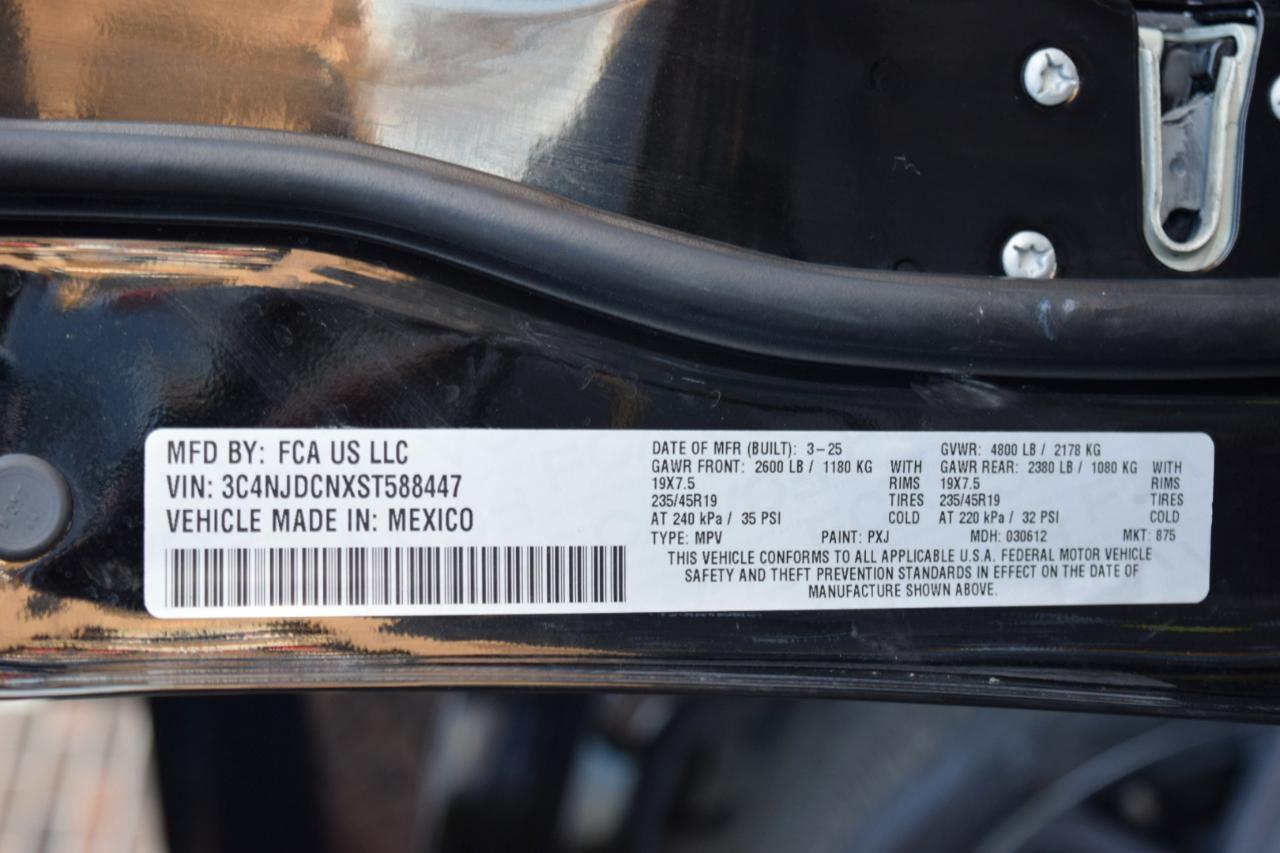 MFD BY: FCA US LLC
VIN: 3C4NJDCNXST588447
VEHICLE MADE IN: MEXICO
DATE OF MFR (BUILT): 3-25 GVWR: 4800 LB / 2178 KG
GAWR FRONT: 2600 LB / 1180 KG WITH GAWR REAR: 2380 LB / 1080 KG WITH
19X7.5 RIMS 19X7.5 RIMS
235/45R19 TIRES 235/45R19 TIRES
AT 240 kPa / 35 PSI COLD AT 220 kPa / 32 PSI COLD
TYPE: MPV PAINT: PXJ MDH: 030612 MKT: 875
THIS VEHICLE CONFORMS TO ALL APPLICABLE U.S.A. FEDERAL MOTOR VEHICLE
SAFETY AND THEFT PREVENTION STANDARDS IN EFFECT ON THE DATE OF
MANUFACTURE SHOWN ABOVE.